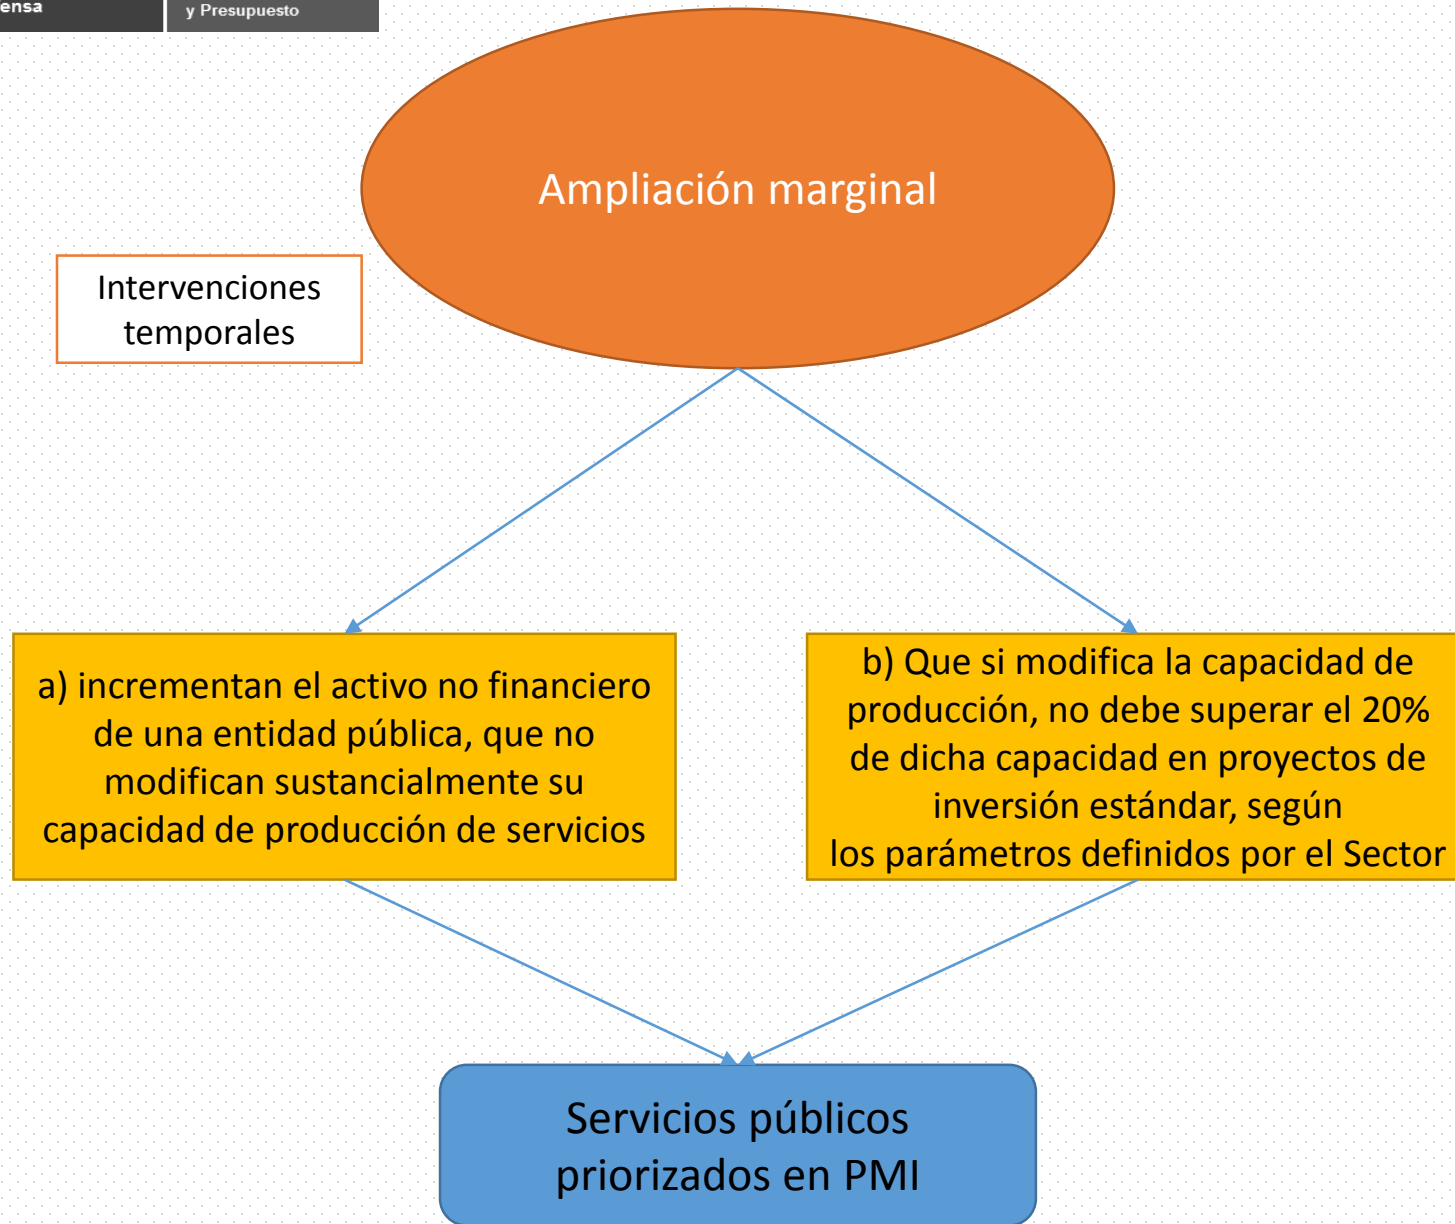 y Presupuesto
Ampliación marginal
Intervenciones
temporales
a) incrementan el activo no financiero
de una entidad pública, que no
modifican sustancialmente su
capacidad de producción de servicios
b) Que si modifica la capacidad de
producción, no debe superar el 20%
de dicha capacidad en proyectos de
inversión estándar, según
los parámetros definidos por el Sector
Servicios públicos
priorizados en PMI